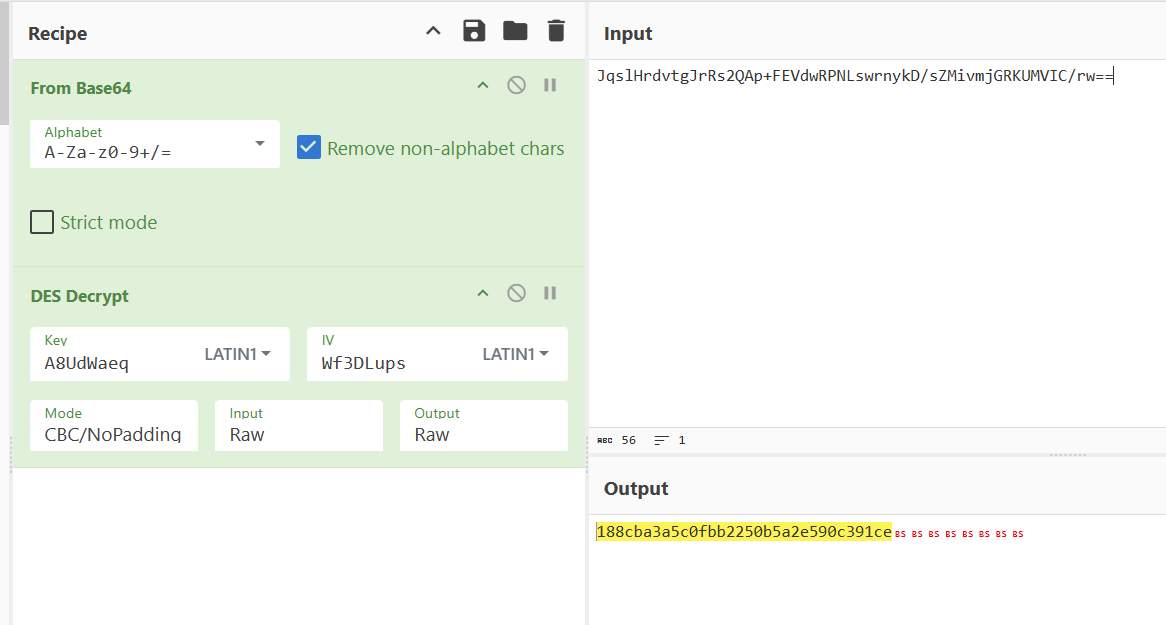 Recipe
From Base64
Alphabet
A-Za-z0-9+/=
Remove non-alphabet chars
Strict mode
DES Decrypt
Key
A8UdWaeq
LATIN1
IV
Wf3DLups
LATIN1
Mode
CBC/NoPadding
Input
Raw
Output
Raw
Input
JqslHrdvtgJrRs2QAp+FEVdwRPNLswrnykD/sZMivmjGRKUMVIC/rw==
ABC 56 1
Output
188cba3a5c0fbb2250b5a2e590c391ce BS BS BS BS BS BS BS BS